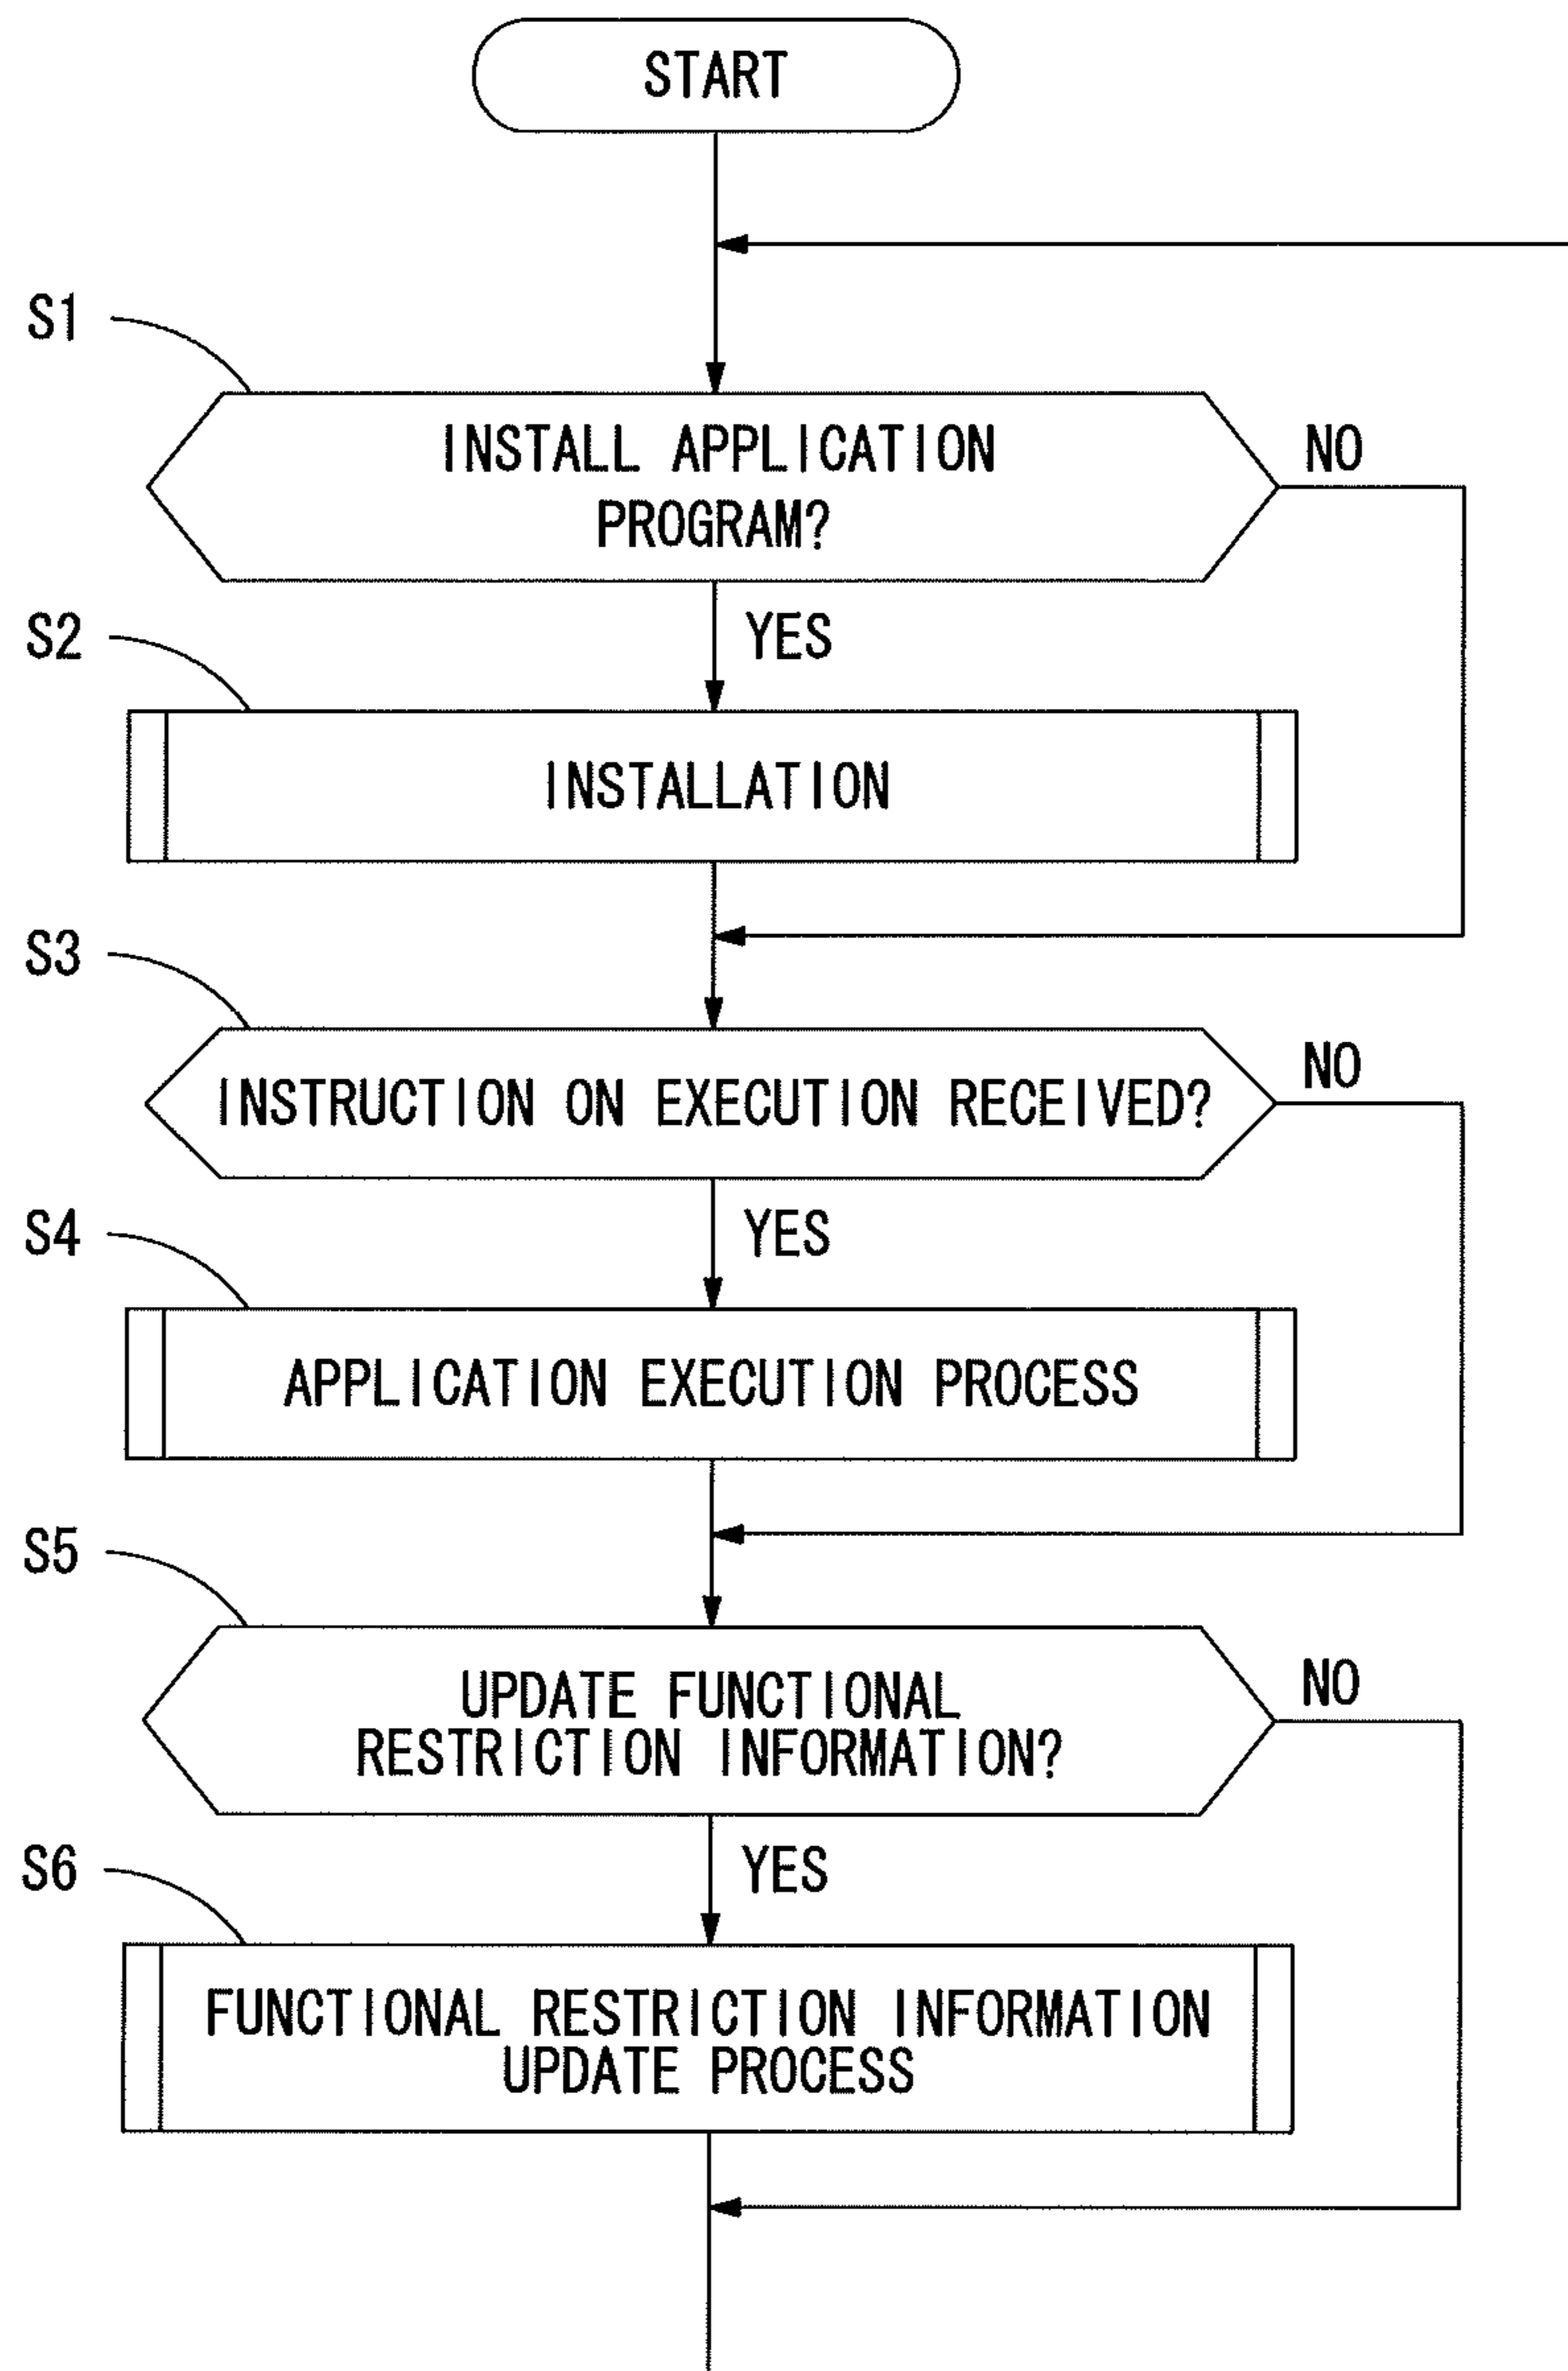 START
S1
INSTALL APPLICATION
PROGRAM?
NO
YES
S2
INSTALLATION
S3
INSTRUCTION ON EXECUTION RECEIVED?
NO
YES
S4
APPLICATION EXECUTION PROCESS
S5
UPDATE FUNCTIONAL
RESTRICTION INFORMATION?
NO
YES
S6
FUNCTIONAL RESTRICTION INFORMATION
UPDATE PROCESS